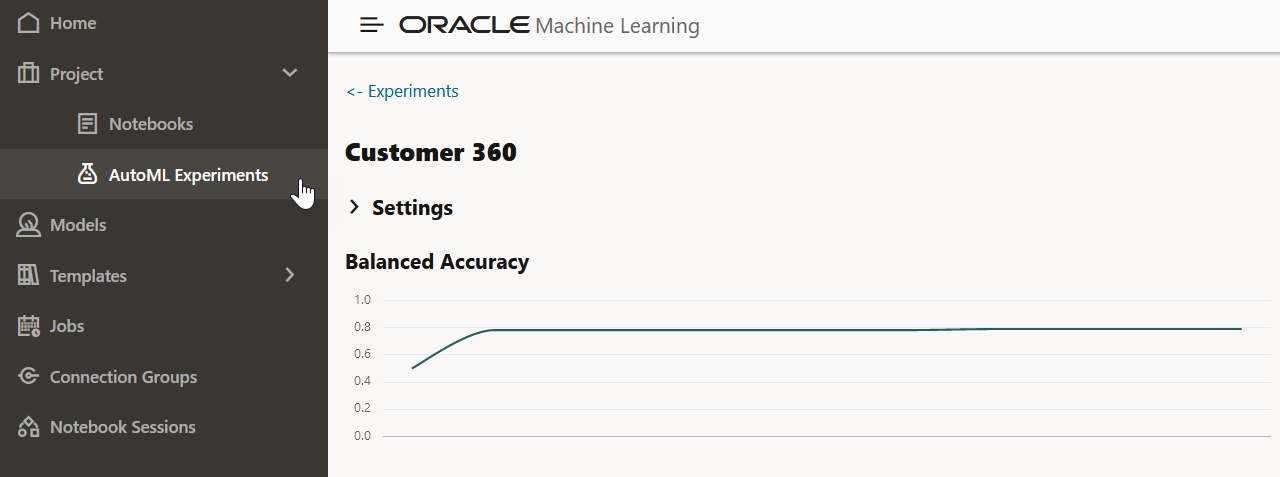 Home
Project
Notebooks
AutoML Experiments
Models
Templates
Jobs
Connection Groups
Notebook Sessions
ORACLE Machine Learning
<- Experiments
Customer 360
Settings
Balanced Accuracy
1.0
0.8
0.6
0.4
0.2
0.0